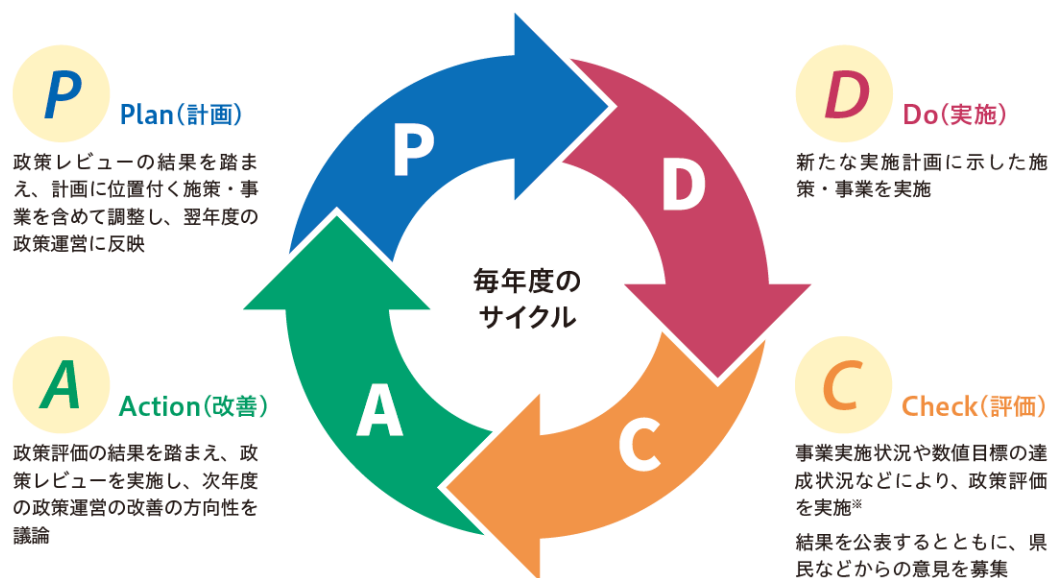 P
Plan(計画)
政策レビューの結果を踏ま
え、計画に位置付く施策・事
業を含めて調整し、翌年度の
政策運営に反映
D
Do(実施)
新たな実施計画に示した施
策・事業を実施
P
D
毎年度の
サイクル
A
C
A
Action(改善)
政策評価の結果を踏まえ、政
策レビューを実施し、次年度
の政策運営の改善の方向性を
議論
C
Check(評価)
事業実施状況や数値目標の達
成状況などにより、政策評価
を実施※
結果を公表するとともに、県
民などからの意見を募集